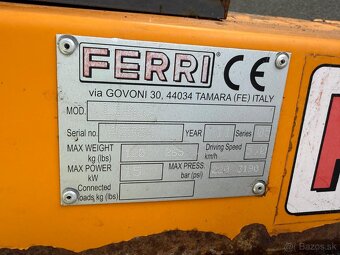 FERRI CE
via GOVONI 30, 44034 TAMARA (FE) ITALY
MOD.
Serial no. YEAR Series
MAX WEIGHT kg (lbs) Driving Speed km/h
MAX POWER kW MAX PRESS. bar (psi) 3190
Connected loads kg (lbs)
Bazos.sk